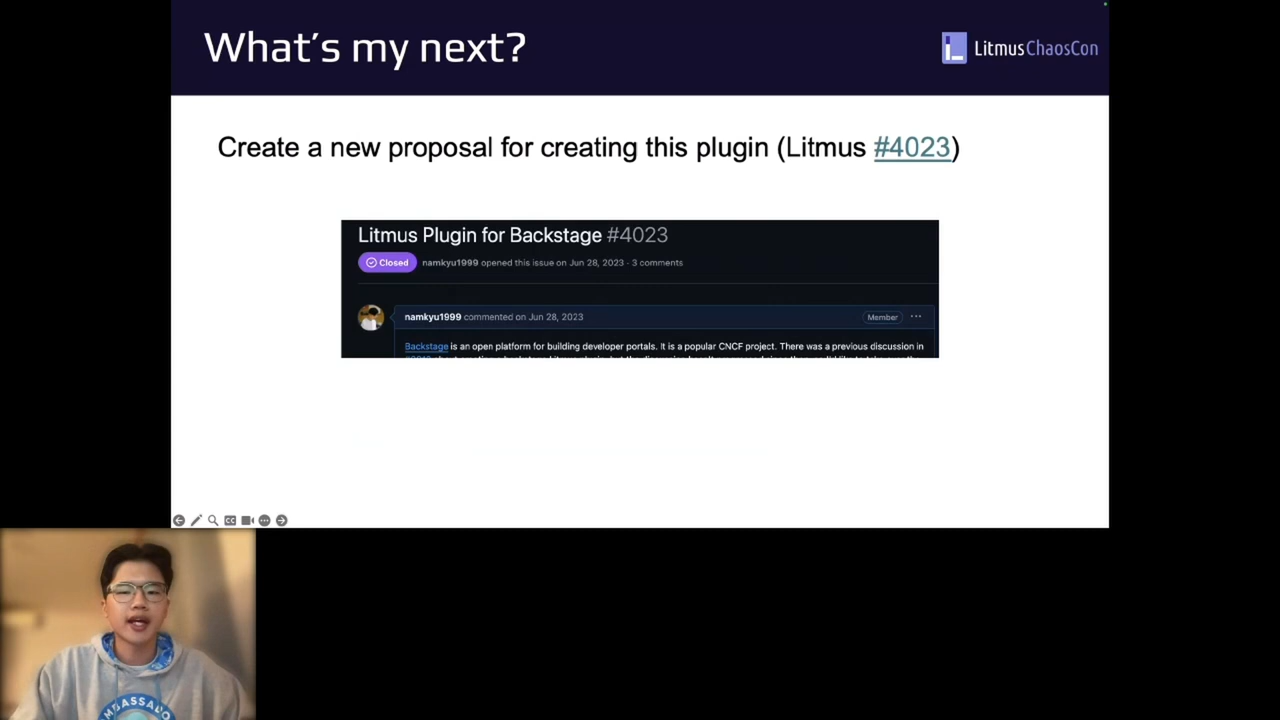 What's my next?
LitmusChaosCon
Create a new proposal for creating this plugin (Litmus #4023)
Litmus Plugin for Backstage #4023
Closed namkyu1999 opened this issue on Jun 28, 2023 · 3 comments
namkyu1999 commented on Jun 28, 2023 Member ...
Backstage is an open platform for building developer portals. It is a popular CNCF project. There was a previous discussion in
CC